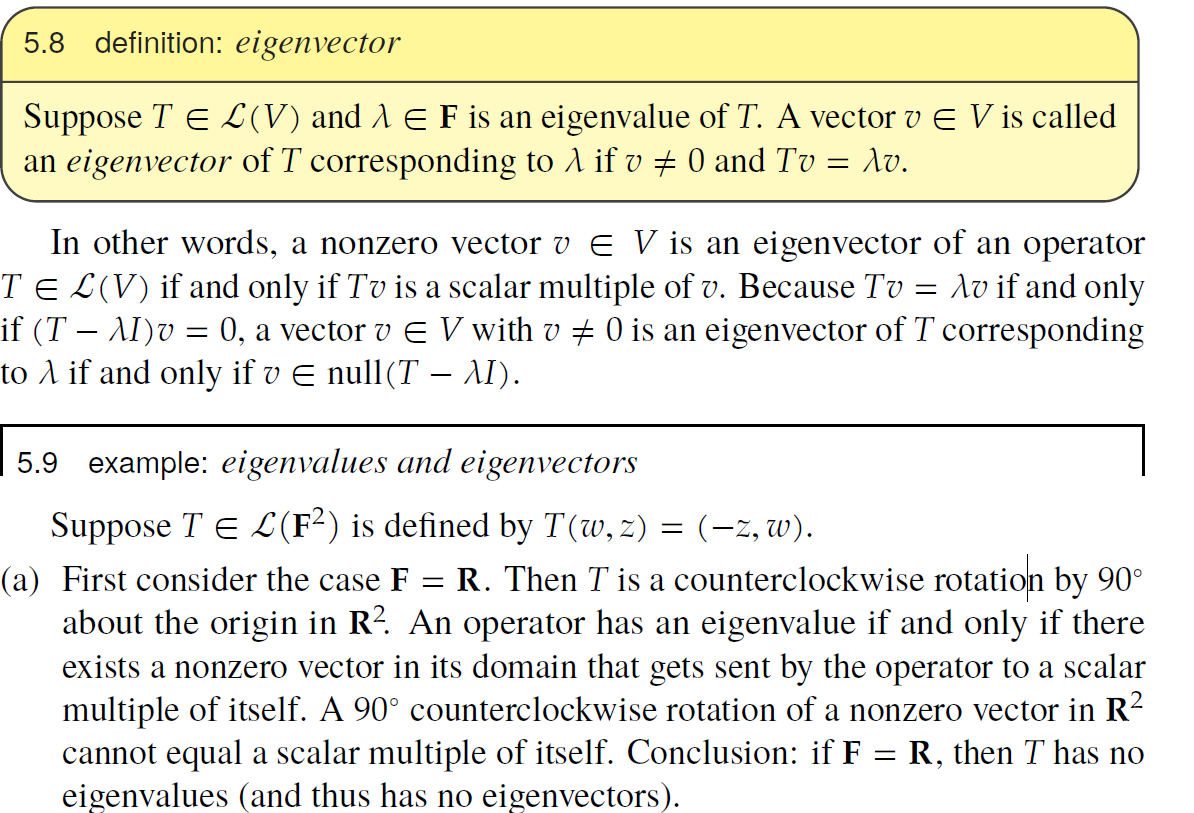 5.8 definition: eigenvector
Suppose T ∈ ℒ(V) and λ ∈ F is an eigenvalue of T. A vector v ∈ V is called
an eigenvector of T corresponding to λ if v ≠ 0 and Tv = λv.
In other words, a nonzero vector v ∈ V is an eigenvector of an operator
T ∈ ℒ(V) if and only if Tv is a scalar multiple of v. Because Tv = λv if and only
if (T − λI)v = 0, a vector v ∈ V with v ≠ 0 is an eigenvector of T corresponding
to λ if and only if v ∈ null(T − λI).
5.9 example: eigenvalues and eigenvectors
Suppose T ∈ ℒ(F²) is defined by T(w, z) = (−z, w).
(a) First consider the case F = R. Then T is a counterclockwise rotation by 90°
about the origin in R². An operator has an eigenvalue if and only if there
exists a nonzero vector in its domain that gets sent by the operator to a scalar
multiple of itself. A 90° counterclockwise rotation of a nonzero vector in R²
cannot equal a scalar multiple of itself. Conclusion: if F = R, then T has no
eigenvalues (and thus has no eigenvectors).